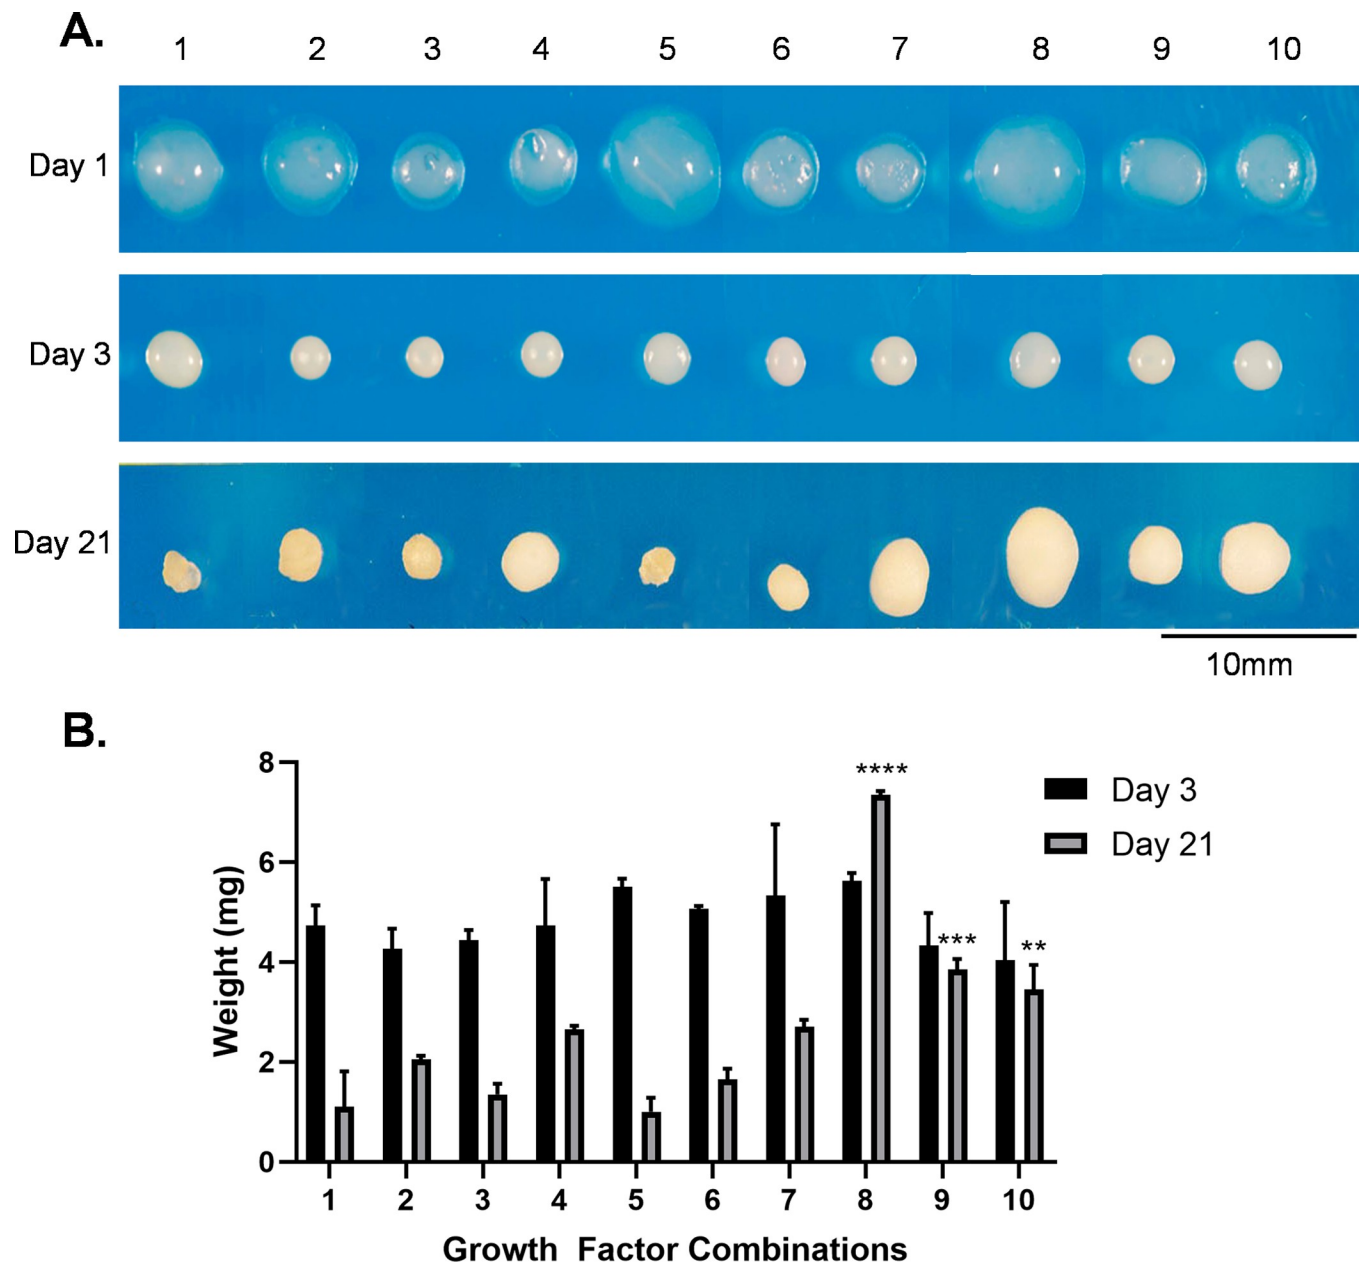 A.
1 2 3 4 5 6 7 8 9 10
Day 1
Day 3
Day 21
10mm
B.
Weight (mg)
8
6
4
2
0
****
***
**
Day 3
Day 21
1 2 3 4 5 6 7 8 9 10
Growth Factor Combinations